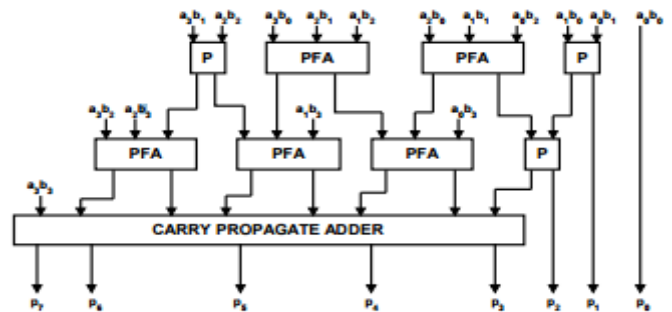 a₃b₁ a₂b₂ a₃b₀ a₂b₁ a₁b₂ a₂b₀ a₁b₁ a₀b₂ a₁b₀ a₀b₁ a₀b₀
P PFA PFA P
a₃b₂ a₂b₃ a₁b₃ a₀b₃
PFA PFA PFA P
a₃b₃
CARRY PROPAGATE ADDER
P₇ P₆ P₅ P₄ P₃ P₂ P₁ P₀